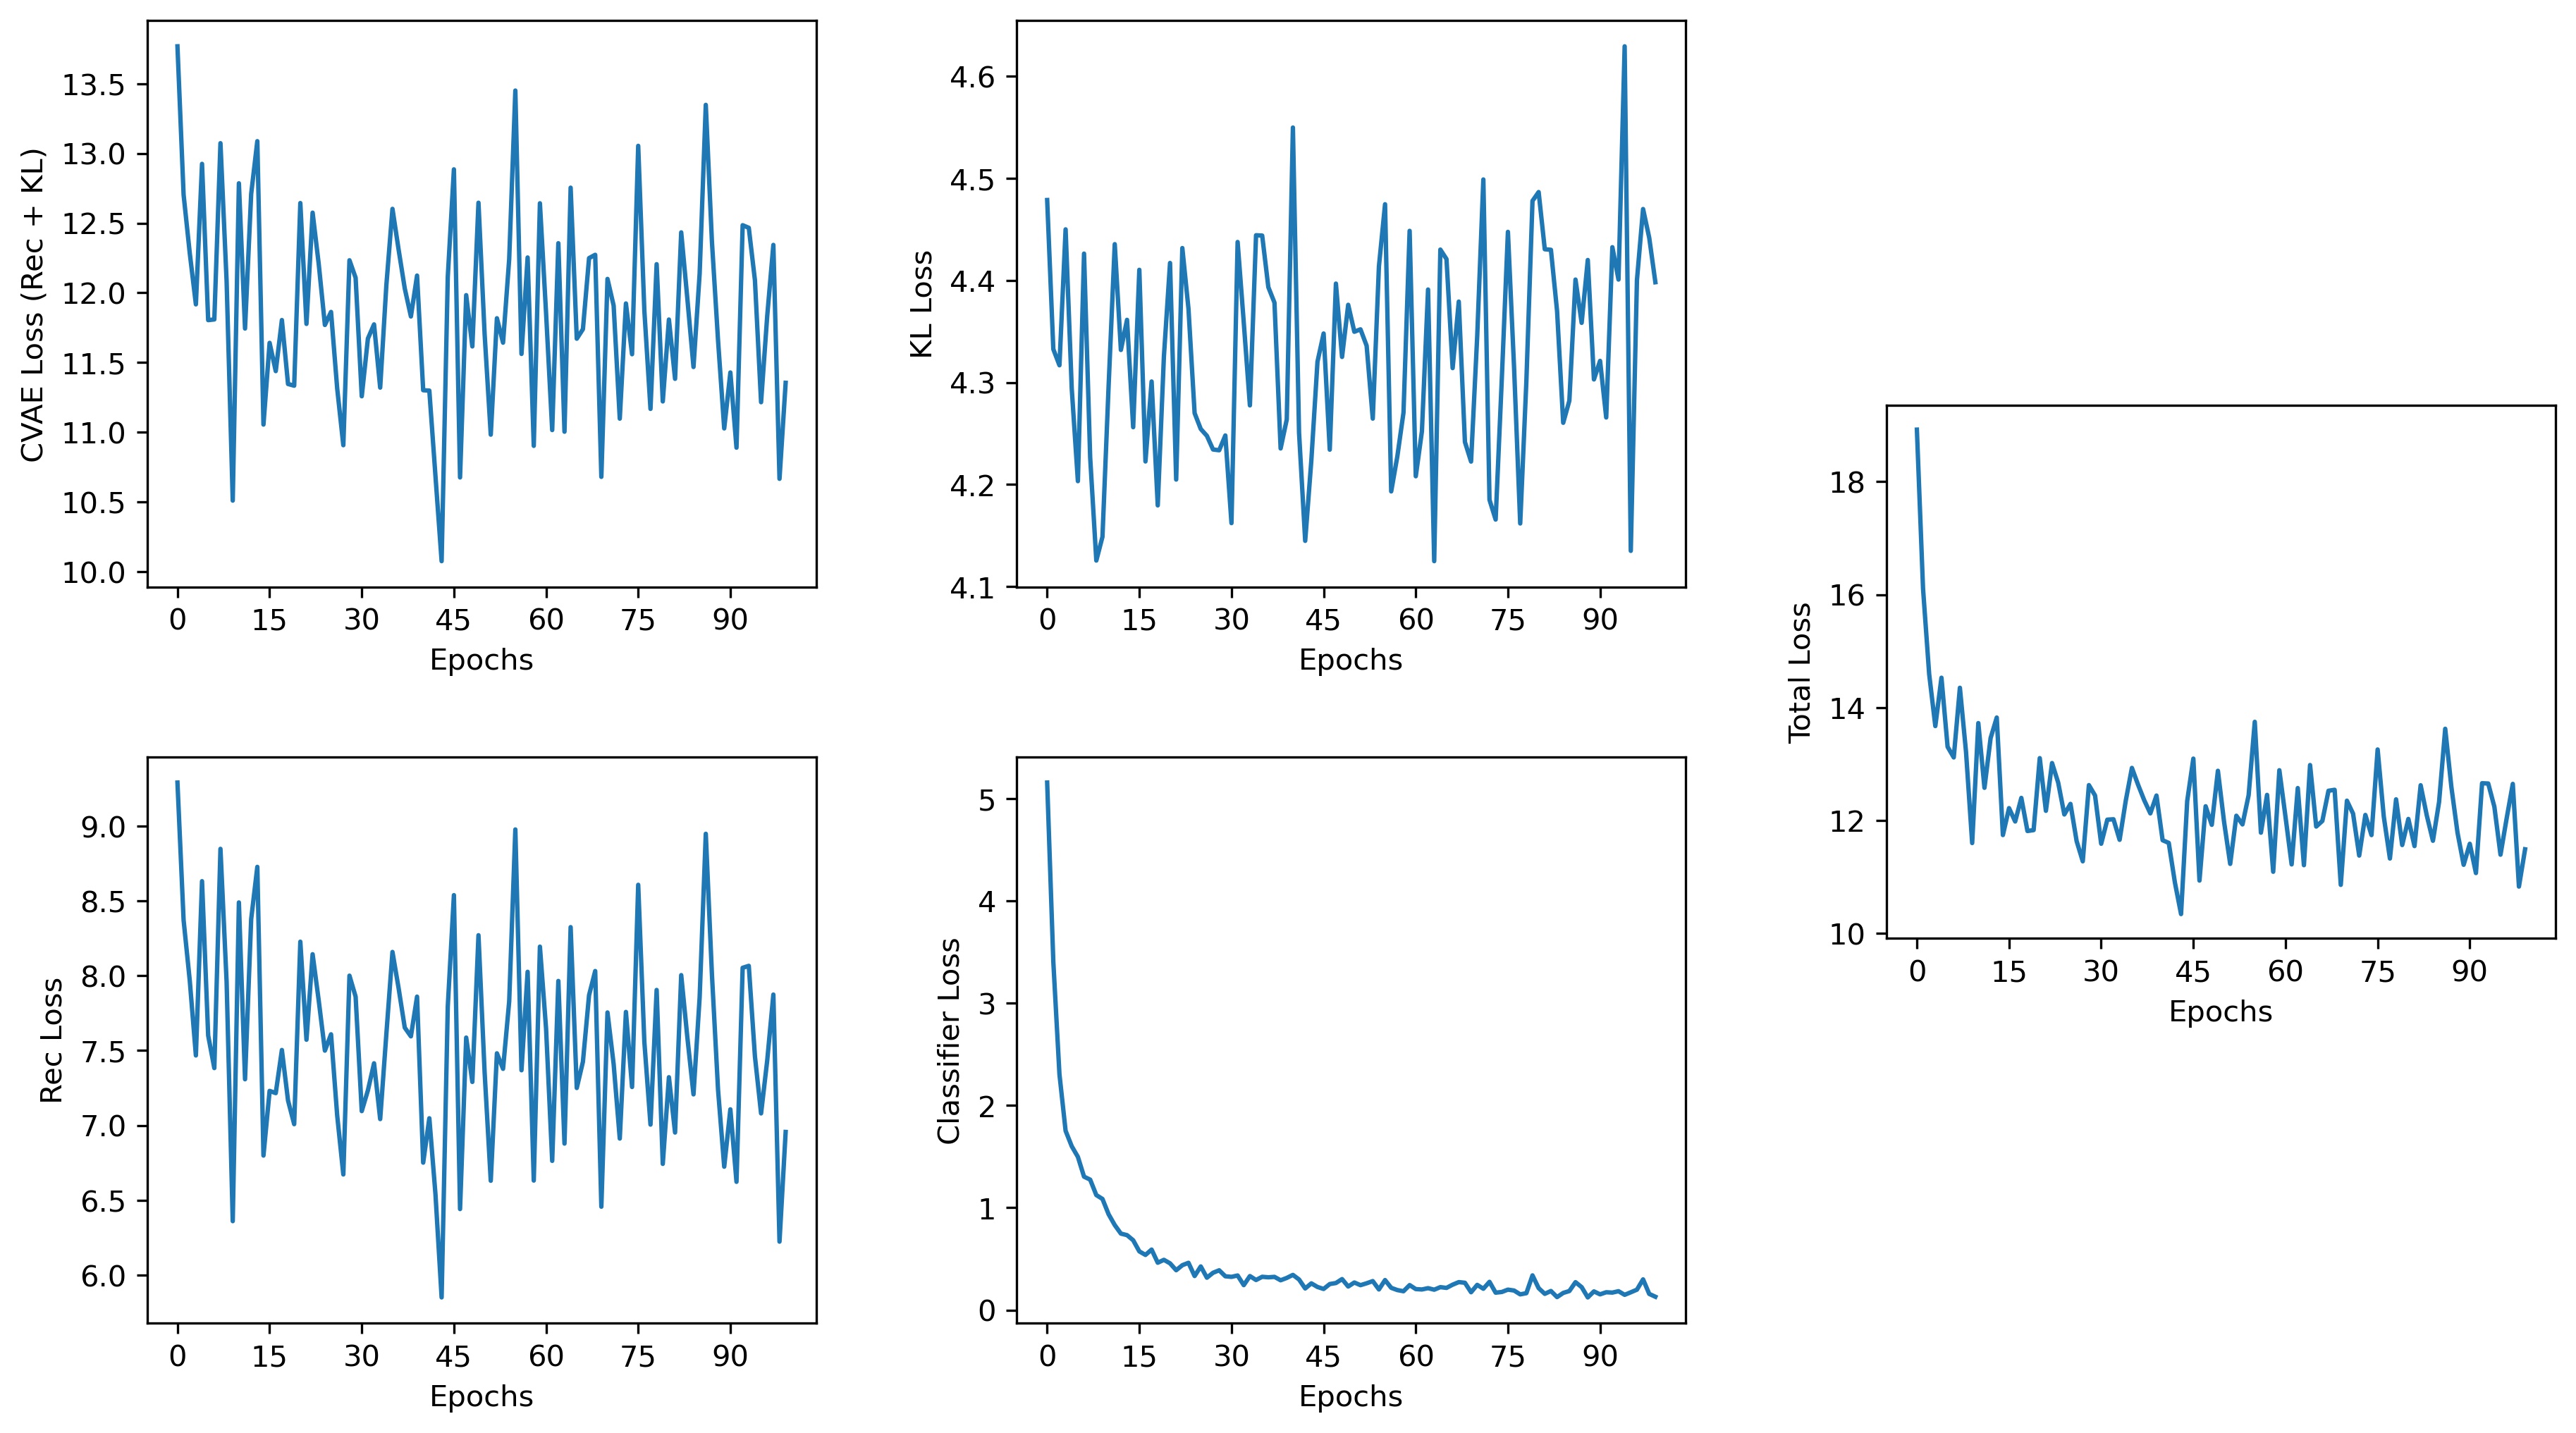 CVAE Loss (Rec + KL)
13.5
13.0
12.5
12.0
11.5
11.0
10.5
10.0
0 15 30 45 60 75 90
Epochs
KL Loss
4.6
4.5
4.4
4.3
4.2
4.1
0 15 30 45 60 75 90
Epochs
Rec Loss
9.0
8.5
8.0
7.5
7.0
6.5
6.0
0 15 30 45 60 75 90
Epochs
Classifier Loss
5
4
3
2
1
0
0 15 30 45 60 75 90
Epochs
Total Loss
18
16
14
12
10
0 15 30 45 60 75 90
Epochs